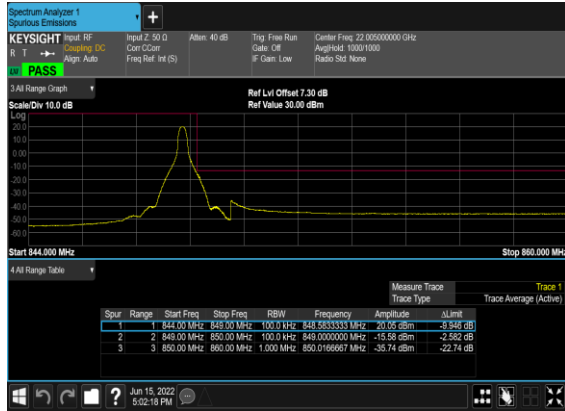 Spectrum Analyzer 1
Spurious Emissions
+
KEYSIGHT Input: RF Input Z: 50 Ω Atten: 40 dB Trig: Free Run Center Freq: 22.005000000 GHz
R T Coupling: DC Corr CCorr Gate: Off Avg|Hold: 1000/1000
Align: Auto Freq Ref: Int (S) IF Gain: Low Radio Std: None
PASS
3 All Range Graph
Ref Lvl Offset 7.30 dB
Scale/Div 10.0 dB Ref Value 30.00 dBm
Log
20.0
10.0
0.00
-10.0
-20.0
-30.0
-40.0
-50.0
-60.0
Start 844.000 MHz Stop 860.000 MHz
4 All Range Table
Measure Trace Trace 1
Trace Type Trace Average (Active)
Spur Range Start Freq Stop Freq RBW Frequency Amplitude ΔLimit
1 1 844.00 MHz 849.00 MHz 100.0 kHz 848.5833333 MHz 20.05 dBm -9.946 dB
2 2 849.00 MHz 850.00 MHz 100.0 kHz 849.0000000 MHz -15.58 dBm -2.582 dB
3 3 850.00 MHz 860.00 MHz 1.000 MHz 850.0166667 MHz -35.74 dBm -22.74 dB
? Jun 15, 2022
5:02:18 PM